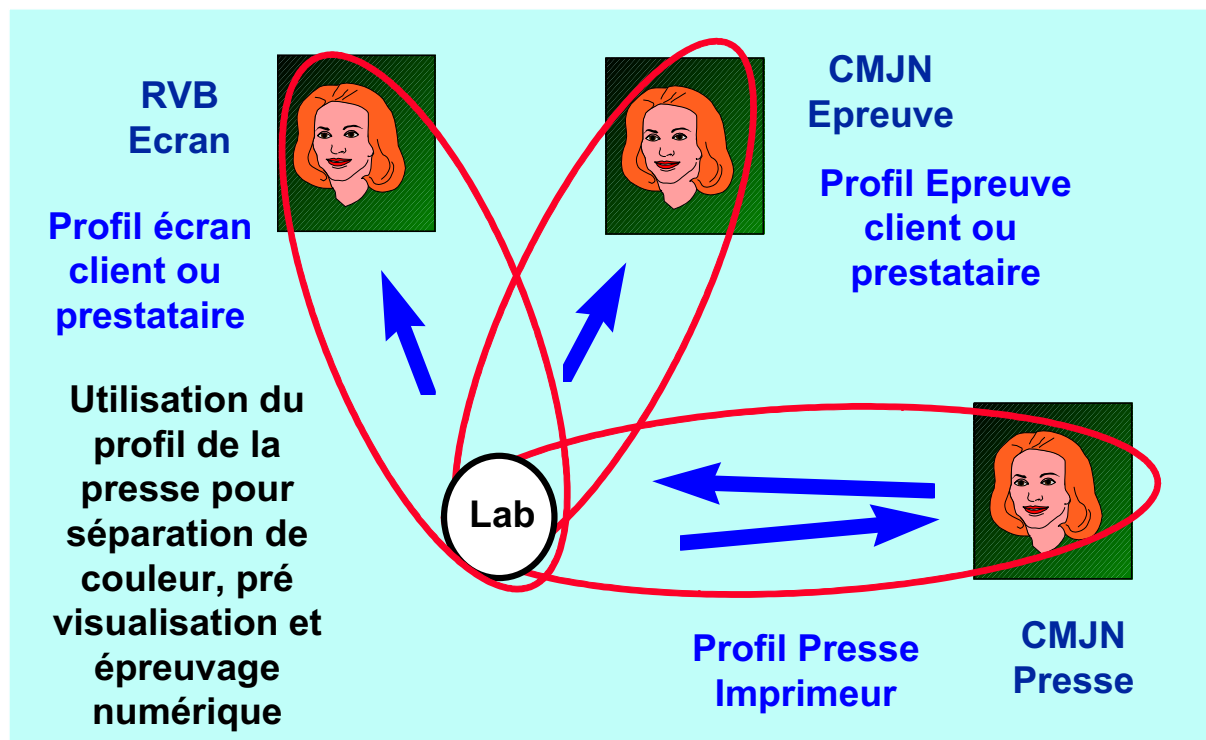 RVB
Ecran
Profil écran
client ou
prestataire
CMJN
Epreuve
Profil Epreuve
client ou
prestataire
Utilisation du
profil de la
presse pour
séparation de
couleur, pré
visualisation et
épreuvage
numérique
Lab
Profil Presse
Imprimeur
CMJN
Presse